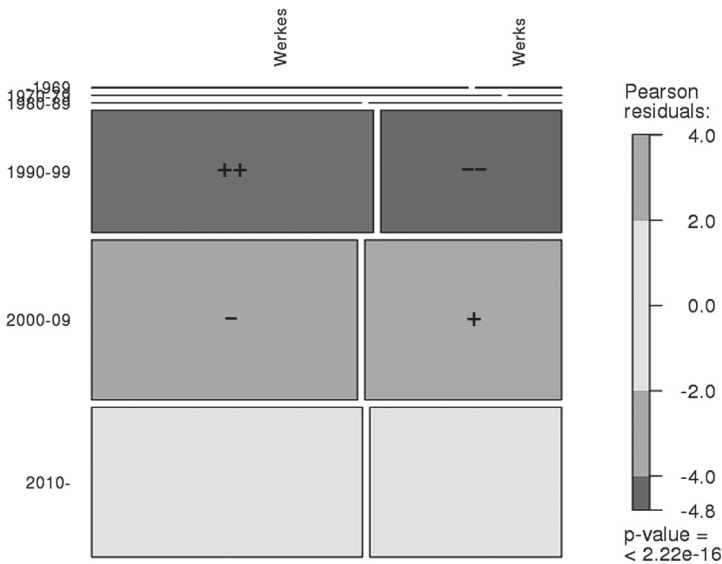 Werkes
Werks
-1969
1970-79
1980-89
1990-99
2000-09
2010-
++
−−
−
+
Pearson
residuals:
4.0
2.0
0.0
-2.0
-4.0
-4.8
p-value =
< 2.22e-16